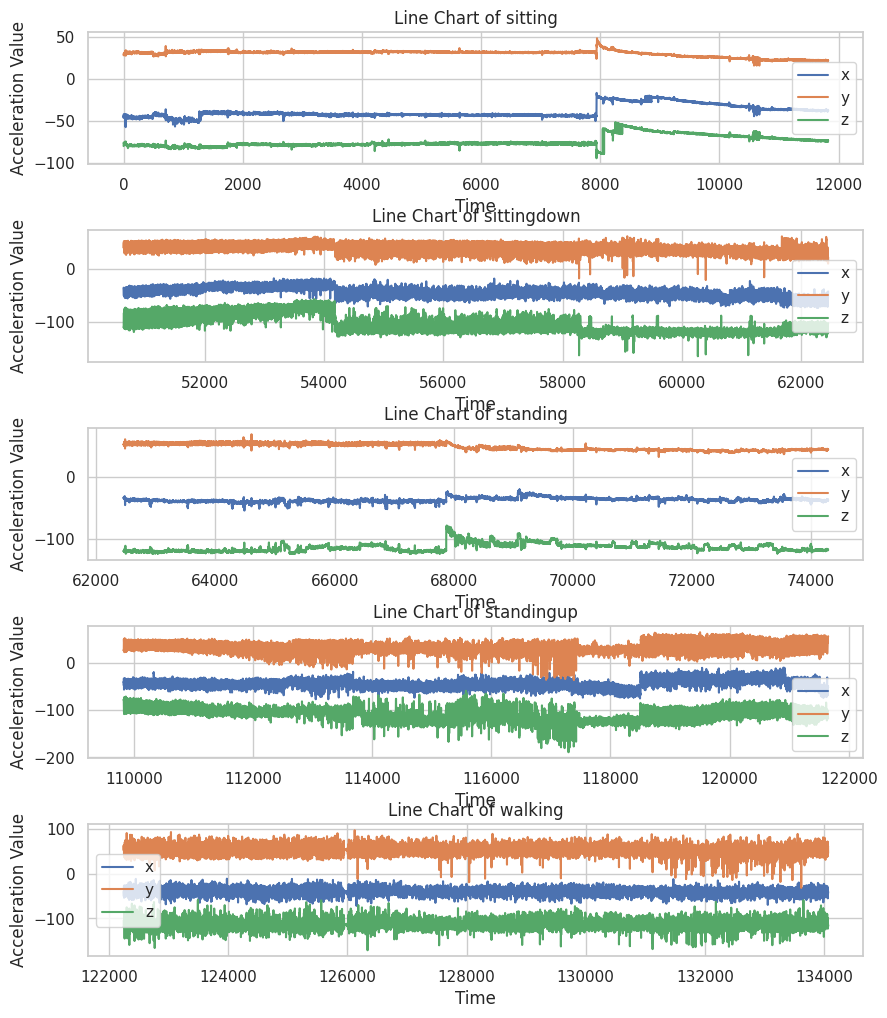 Line Chart of sitting
Acceleration Value
50
0
−50
−100
x
y
z
0 2000 4000 6000 8000 10000 12000
Time
Line Chart of sittingdown
Acceleration Value
0
−100
x
y
z
52000 54000 56000 58000 60000 62000
Time
Line Chart of standing
Acceleration Value
0
−100
x
y
z
62000 64000 66000 68000 70000 72000 74000
Time
Line Chart of standingup
Acceleration Value
0
−100
−200
x
y
z
110000 112000 114000 116000 118000 120000 122000
Time
Line Chart of walking
Acceleration Value
100
0
−100
x
y
z
122000 124000 126000 128000 130000 132000 134000
Time